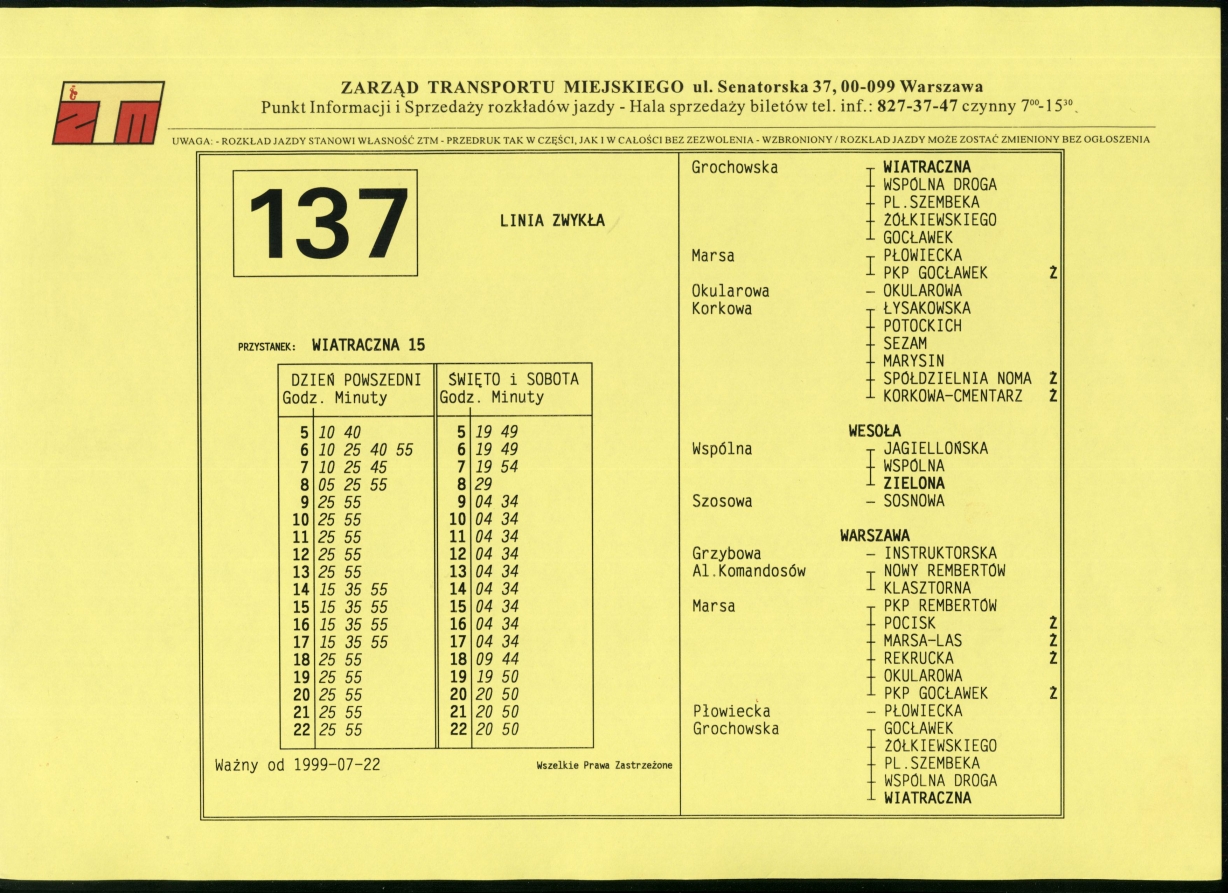 ZARZĄD TRANSPORTU MIEJSKIEGO ul. Senatorska 37, 00-099 Warszawa
Punkt Informacji i Sprzedaży rozkładów jazdy - Hala sprzedaży biletów tel. inf.: 827-37-47 czynny 7⁰⁰-15³⁰.
UWAGA: - ROZKŁAD JAZDY STANOWI WŁASNOŚĆ ZTM - PRZEDRUK TAK W CZĘŚCI, JAK I W CAŁOŚCI BEZ ZEZWOLENIA - WZBRONIONY / ROZKŁAD JAZDY MOŻE ZOSTAĆ ZMIENIONY BEZ OGŁOSZENIA
ZTM
137
LINIA ZWYKŁA
PRZYSTANEK: WIATRACZNA 15
DZIEŃ POWSZEDNI
Godz. Minuty
5 10 40
6 10 25 40 55
7 10 25 45
8 05 25 55
9 25 55
10 25 55
11 25 55
12 25 55
13 25 55
14 15 35 55
15 15 35 55
16 15 35 55
17 15 35 55
18 25 55
19 25 55
20 25 55
21 25 55
22 25 55
ŚWIĘTO i SOBOTA
Godz. Minuty
5 19 49
6 19 49
7 19 54
8 29
9 04 34
10 04 34
11 04 34
12 04 34
13 04 34
14 04 34
15 04 34
16 04 34
17 04 34
18 09 44
19 19 50
20 20 50
21 20 50
22 20 50
Ważny od 1999-07-22
Wszelkie Prawa Zastrzeżone
Grochowska WIATRACZNA
WSPÓLNA DROGA
PL.SZEMBEKA
ŻÓŁKIEWSKIEGO
GOCŁAWEK
Marsa PŁOWIECKA
PKP GOCŁAWEK Ż
Okularowa – OKULAROWA
Korkowa ŁYSAKOWSKA
POTOCKICH
SEZAM
MARYSIN
SPÓŁDZIELNIA NOMA Ż
KORKOWA-CMENTARZ Ż
WESOŁA
Wspólna JAGIELLOŃSKA
WSPÓLNA
ZIELONA
Szosowa – SOSNOWA
WARSZAWA
Grzybowa – INSTRUKTORSKA
Al.Komandosów NOWY REMBERTÓW
KLASZTORNA
Marsa PKP REMBERTÓW
POCISK Ż
MARSA-LAS Ż
REKRUCKA Ż
OKULAROWA
PKP GOCŁAWEK Ż
Płowiecka – PŁOWIECKA
Grochowska GOCŁAWEK
ŻÓŁKIEWSKIEGO
PL.SZEMBEKA
WSPÓLNA DROGA
WIATRACZNA